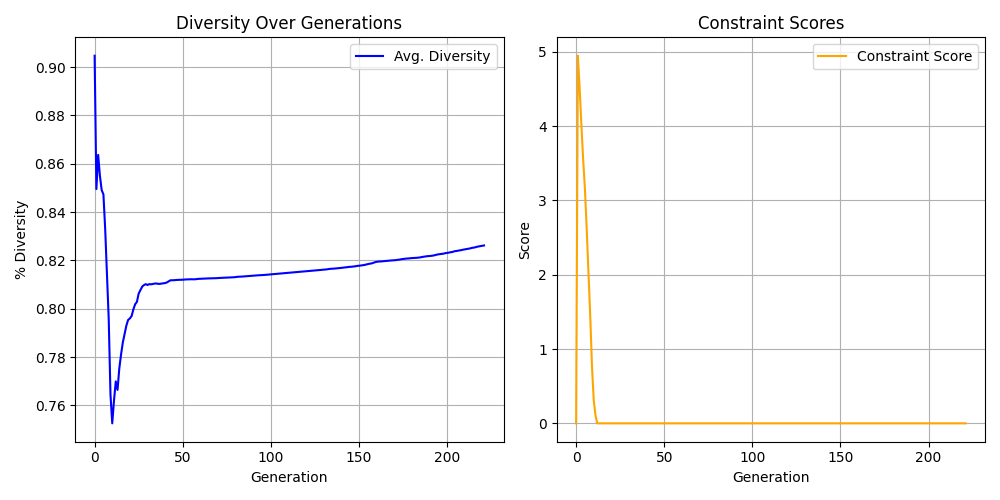 Diversity Over Generations
Avg. Diversity
% Diversity
0.90
0.88
0.86
0.84
0.82
0.80
0.78
0.76
0 50 100 150 200
Generation
Constraint Scores
Constraint Score
Score
5
4
3
2
1
0
0 50 100 150 200
Generation